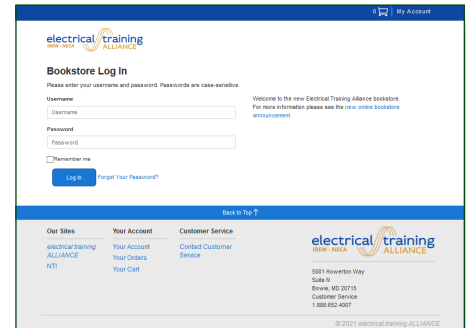 0 | My Account
electrical training
IBEW - NECA ALLIANCE
Bookstore Log In
Please enter your username and password. Passwords are case-sensitive.
Username
Username
Password
Password
Remember me
Log In Forgot Your Password?
Welcome to the new Electrical Training Alliance bookstore.
For more information please see the new online bookstore
announcement.
Back to Top ↑
Our Sites
electrical training
ALLIANCE
NTI
Your Account
Your Account
Your Orders
Your Cart
Customer Service
Contact Customer
Service
electrical training
IBEW - NECA ALLIANCE
5001 Howerton Way
Suite N
Bowie, MD 20715
Customer Service
1.888.652.4007
© 2021 electrical training ALLIANCE